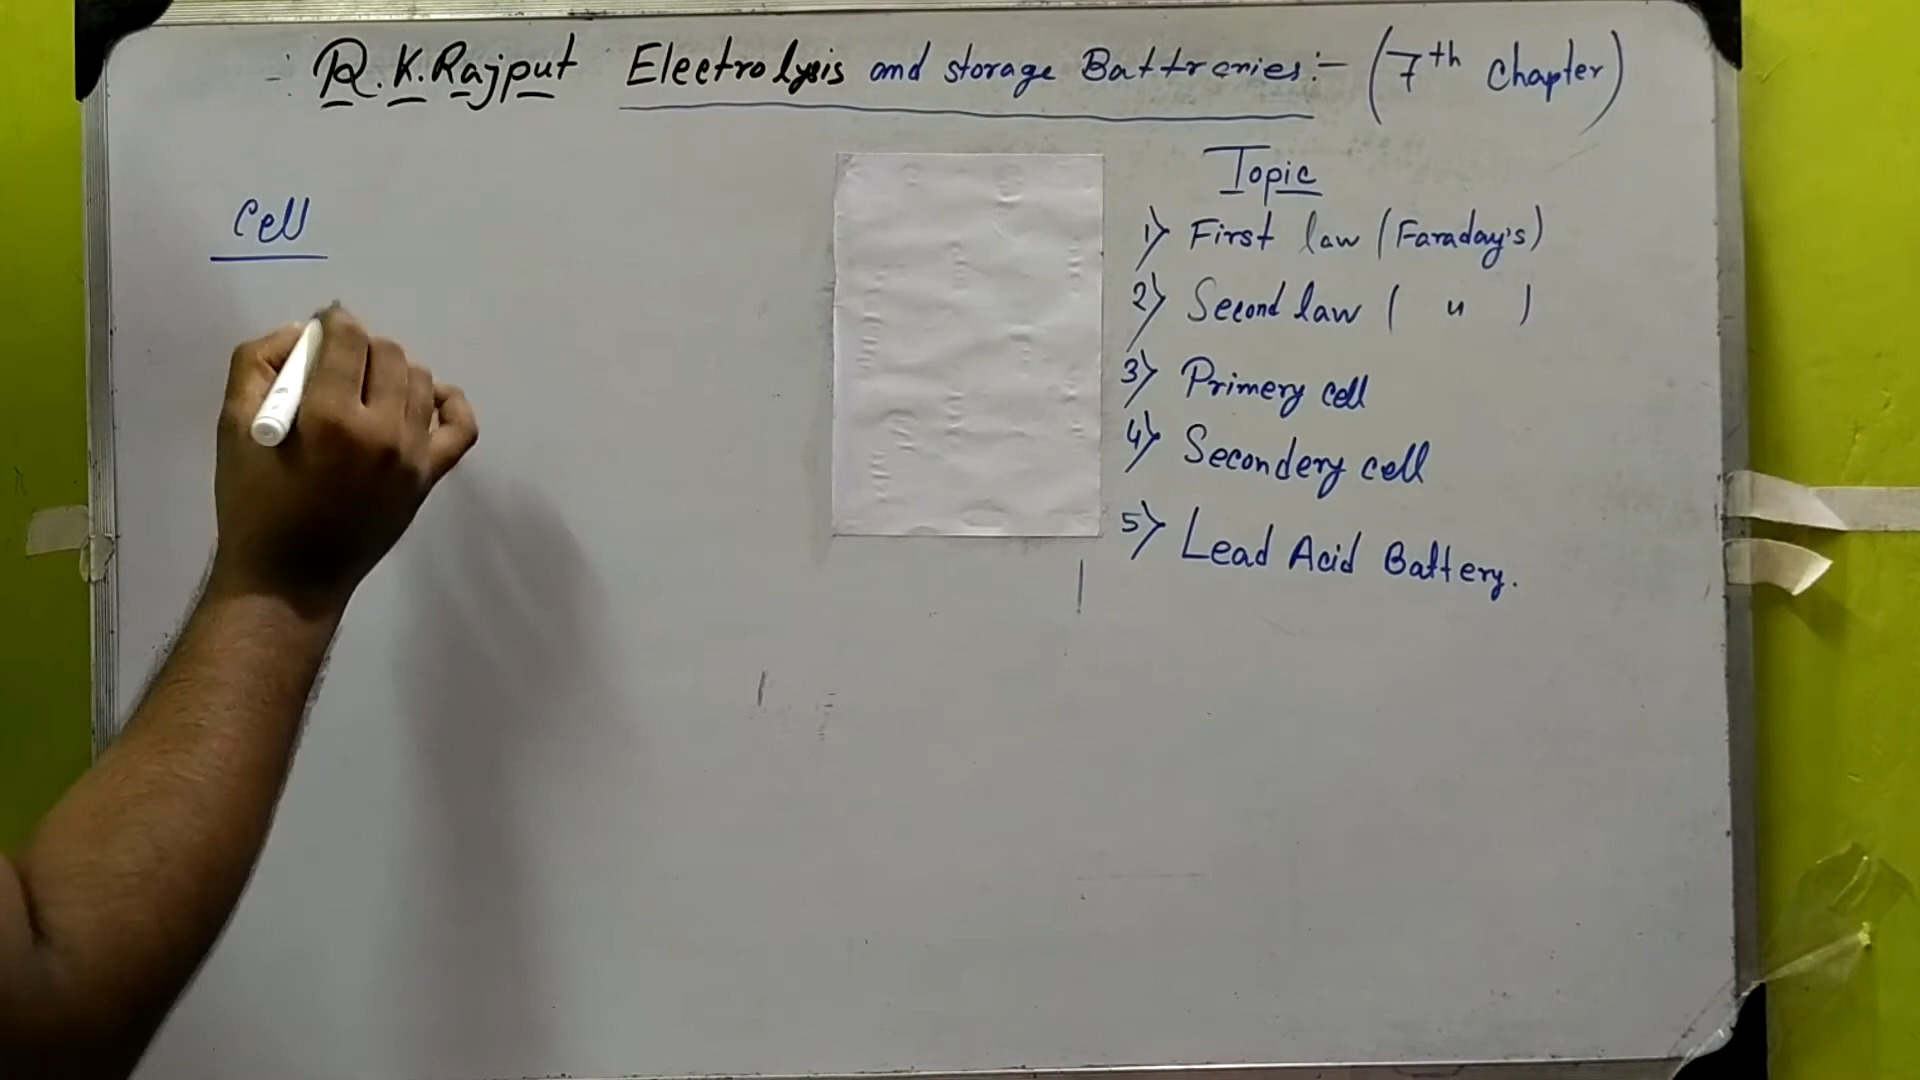 R.K.Rajput Electrolysis and storage Battreries:- (7th Chapter)
Cell
Topic
1> First law (Faraday's)
2> Second law ( " )
3> Primery cell
4> Secondery cell
5> Lead Acid Battery.